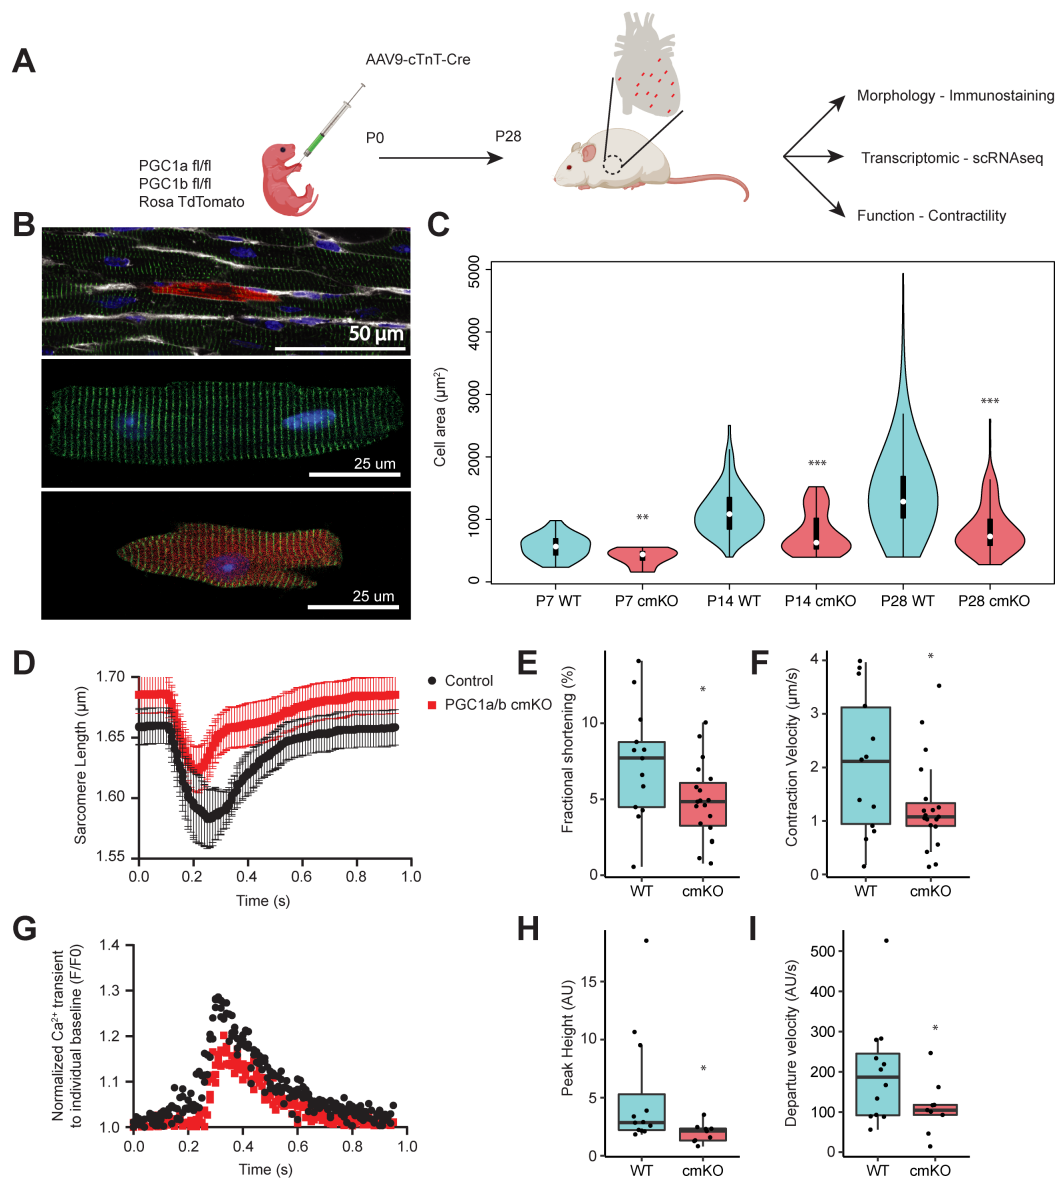 A
AAV9-cTnT-Cre
P0
P28
PGC1a fl/fl
PGC1b fl/fl
Rosa TdTomato
Morphology - Immunostaining
Transcriptomic - scRNAseq
Function - Contractility
B
50 µm
25 um
25 um
C
Cell area (µm²)
5000
4000
3000
2000
1000
0
**
***
***
P7 WT
P7 cmKO
P14 WT
P14 cmKO
P28 WT
P28 cmKO
D
Sarcomere Length (µm)
1.70
1.65
1.60
1.55
0.0
0.2
0.4
0.6
0.8
1.0
Time (s)
Control
PGC1a/b cmKO
E
Fractional shortening (%)
10
5
0
*
WT
cmKO
F
Contraction Velocity (µm/s)
4
3
2
1
0
*
WT
cmKO
G
Normalized Ca²⁺ transient
to individual baseline (F/F0)
1.4
1.3
1.2
1.1
1.0
0.0
0.2
0.4
0.6
0.8
1.0
Time (s)
H
Peak Height (AU)
15
10
5
0
*
WT
cmKO
I
Departure velocity (AU/s)
500
400
300
200
100
0
*
WT
cmKO